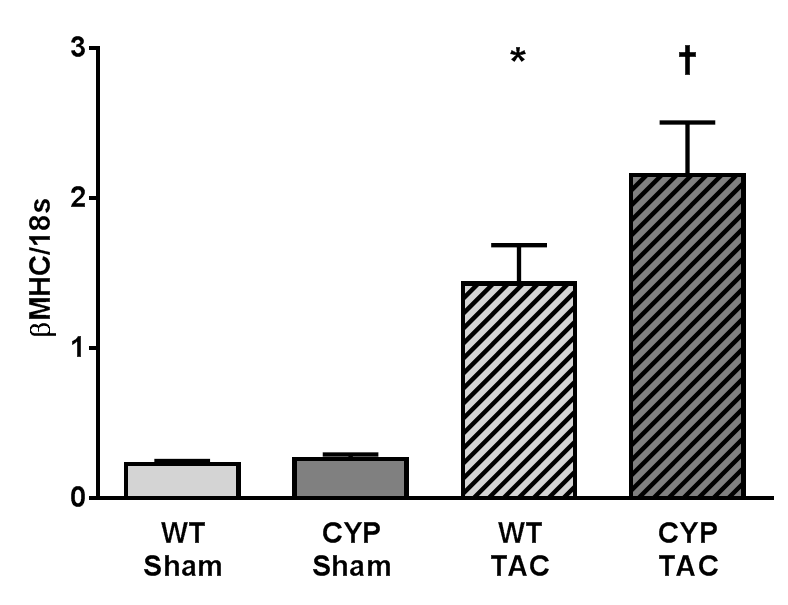 3
*
†
2
βMHC/18s
1
0
WT
Sham
CYP
Sham
WT
TAC
CYP
TAC